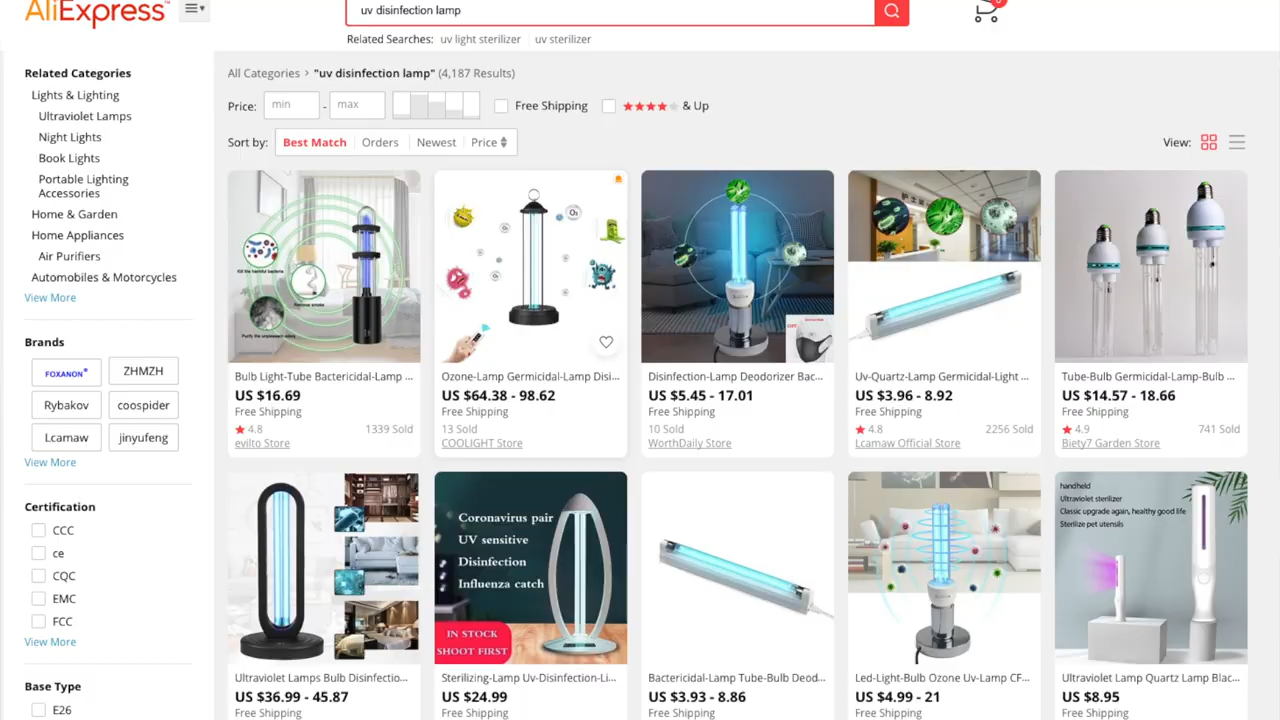 AliExpress
uv disinfection lamp
Related Searches: uv light sterilizer uv sterilizer
Related Categories
Lights & Lighting
Ultraviolet Lamps
Night Lights
Book Lights
Portable Lighting
Accessories
Home & Garden
Home Appliances
Air Purifiers
Automobiles & Motorcycles
View More
Brands
FOXANON® ZHMZH
Rybakov coospider
Lcamaw jinyufeng
View More
Certification
CCC
ce
CQC
EMC
FCC
View More
Base Type
E26
All Categories > "uv disinfection lamp" (4,187 Results)
Price: min - max Free Shipping & Up
Sort by: Best Match Orders Newest Price
View:
Kill the harmful bacteria
Remove smoke
Purify the unpleasant odors
O₃
Bulb Light-Tube Bactericidal-Lamp ...
US $16.69
Free Shipping
4.8 1339 Sold
evilto Store
Ozone-Lamp Germicidal-Lamp Disi...
US $64.38 - 98.62
Free Shipping
13 Sold
COOLIGHT Store
Disinfection-Lamp Deodorizer Bac...
US $5.45 - 17.01
Free Shipping
10 Sold
WorthDaily Store
Uv-Quartz-Lamp Germicidal-Light ...
US $3.96 - 8.92
Free Shipping
4.8 2256 Sold
Lcamaw Official Store
Tube-Bulb Germicidal-Lamp-Bulb ...
US $14.57 - 18.66
Free Shipping
4.9 741 Sold
Biety7 Garden Store
Ultraviolet Lamps Bulb Disinfectio...
US $36.99 - 45.87
Free Shipping
Coronavirus pair
UV sensitive
Disinfection
Influenza catch
IN STOCK
SHOOT FIRST
Sterilizing-Lamp Uv-Disinfection-Li...
US $24.99
Free Shipping
Bactericidal-Lamp Tube-Bulb Deod...
US $3.93 - 8.86
Free Shipping
Led-Light-Bulb Ozone Uv-Lamp CF...
US $4.99 - 21
Free Shipping
handheld
Ultraviolet sterilizer
Classic upgrade again, healthy good life
Sterilize pet utensils
Ultraviolet Lamp Quartz Lamp Blac...
US $8.95
Free Shipping